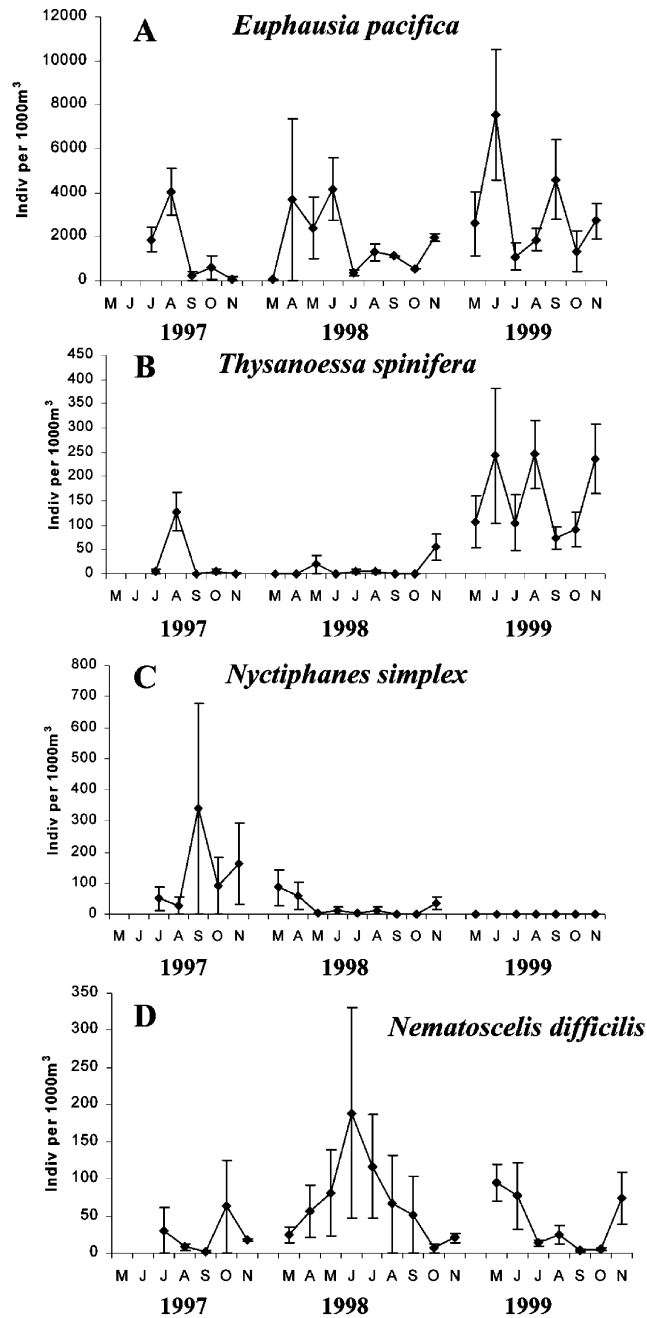 A Euphausia pacifica
12000
10000
8000
6000
4000
2000
0
Indiv per 1000m³
M J J A S O N M A M J J A S O N M J J A S O N
1997 1998 1999
B Thysanoessa spinifera
450
400
350
300
250
200
150
100
50
0
Indiv per 1000m³
M J J A S O N M A M J J A S O N M J J A S O N
1997 1998 1999
C Nyctiphanes simplex
800
700
600
500
400
300
200
100
0
Indiv per 1000m³
M J J A S O N M A M J J A S O N M J J A S O N
1997 1998 1999
D Nematoscelis difficilis
350
300
250
200
150
100
50
0
Indiv per 1000m³
M J J A S O N M A M J J A S O N M J J A S O N
1997 1998 1999